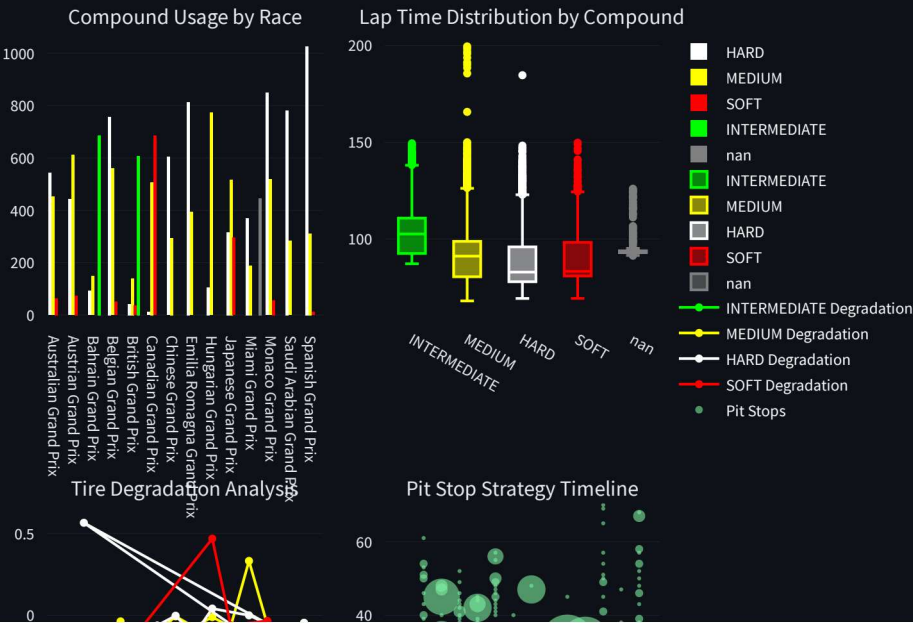 Compound Usage by Race
Lap Time Distribution by Compound
1000
800
600
400
200
0
Australian Grand Prix
Austrian Grand Prix
Bahrain Grand Prix
Belgian Grand Prix
British Grand Prix
Canadian Grand Prix
Chinese Grand Prix
Emilia Romagna Grand Prix
Hungarian Grand Prix
Japanese Grand Prix
Miami Grand Prix
Monaco Grand Prix
Saudi Arabian Grand Prix
Spanish Grand Prix
200
150
100
INTERMEDIATE
MEDIUM
HARD
SOFT
nan
HARD
MEDIUM
SOFT
INTERMEDIATE
nan
INTERMEDIATE
MEDIUM
HARD
SOFT
nan
INTERMEDIATE Degradation
MEDIUM Degradation
HARD Degradation
SOFT Degradation
Pit Stops
Tire Degradation Analysis
0.5
0
Pit Stop Strategy Timeline
60
40